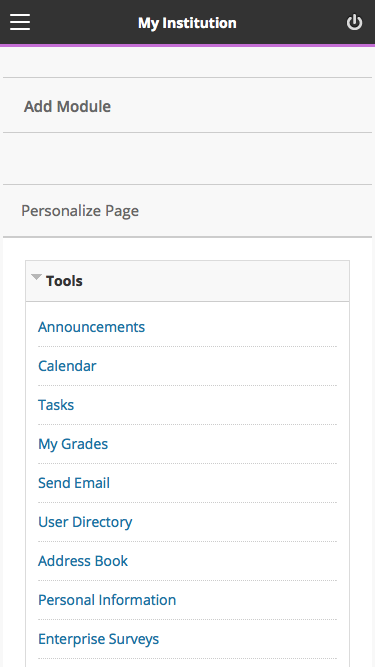 My Institution
Add Module
Personalize Page
Tools
Announcements
Calendar
Tasks
My Grades
Send Email
User Directory
Address Book
Personal Information
Enterprise Surveys